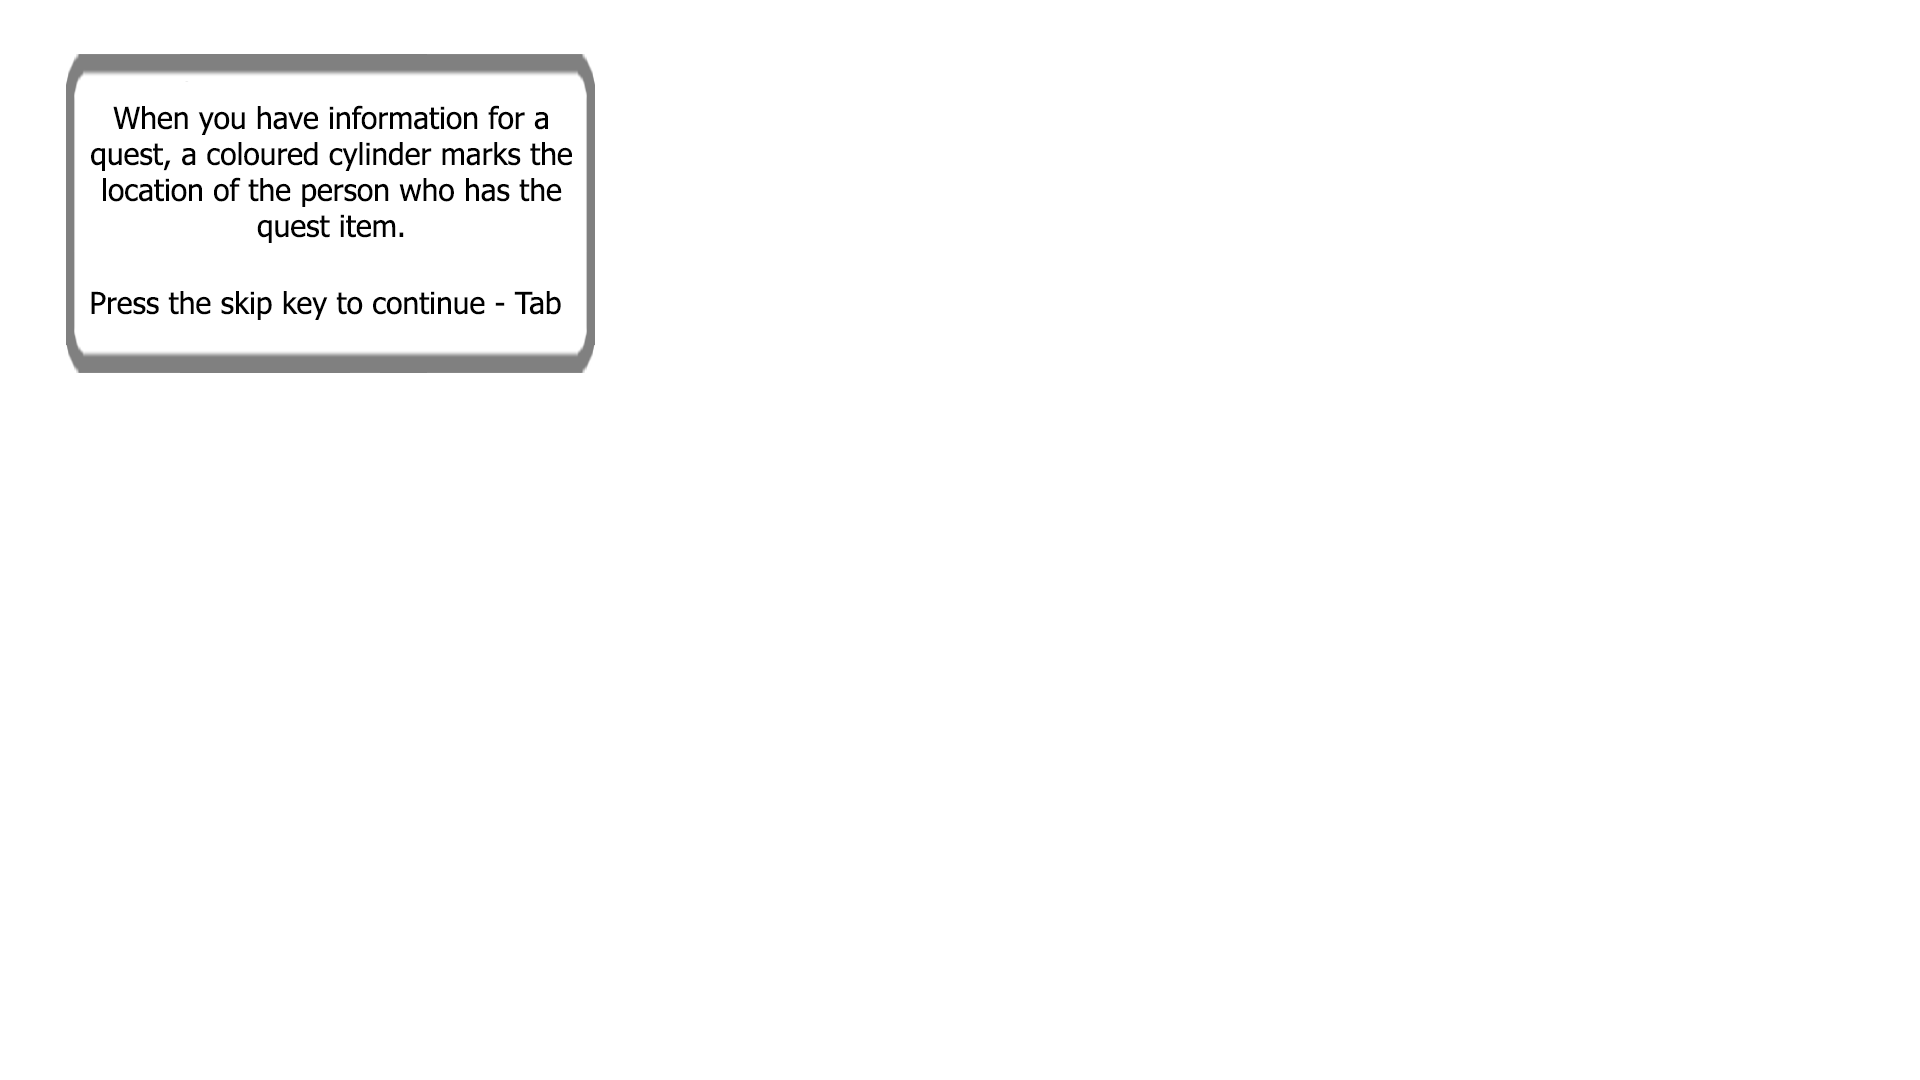 When you have information for a
quest, a coloured cylinder marks the
location of the person who has the
quest item.
Press the skip key to continue - Tab